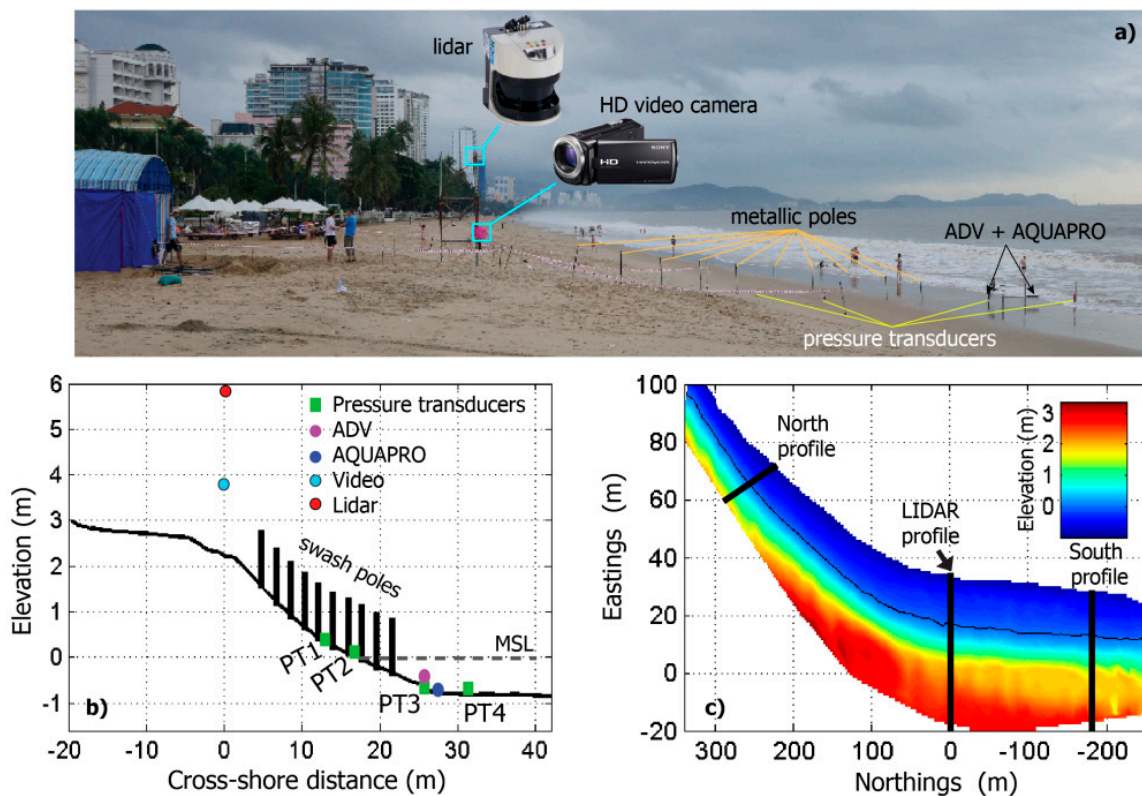 a)
lidar
HD video camera
SONY
HD
metallic poles
ADV + AQUAPRO
pressure transducers
6
5
4
3
2
1
0
-1
Elevation (m)
Pressure transducers
ADV
AQUAPRO
Video
Lidar
swash poles
MSL
PT1
PT2
PT3
PT4
b)
-20 -10 0 10 20 30 40
Cross-shore distance (m)
100
80
60
40
20
0
-20
Eastings (m)
North
profile
LIDAR
profile
South
profile
Elevation (m)
3
2
1
0
c)
300 200 100 0 -100 -200
Northings (m)